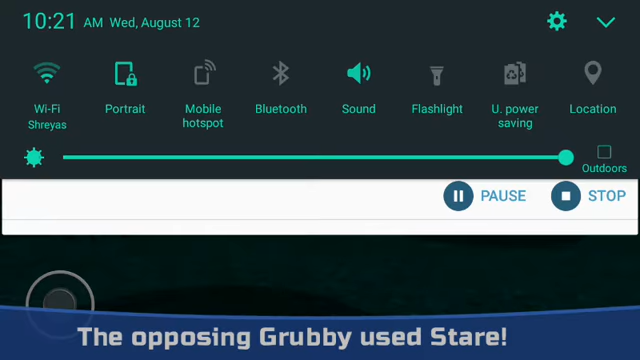 10:21 AM Wed, August 12
Wi-Fi Portrait Mobile Bluetooth Sound Flashlight U. power Location
Shreyas hotspot saving
Outdoors
PAUSE STOP
The opposing Grubby used Stare!